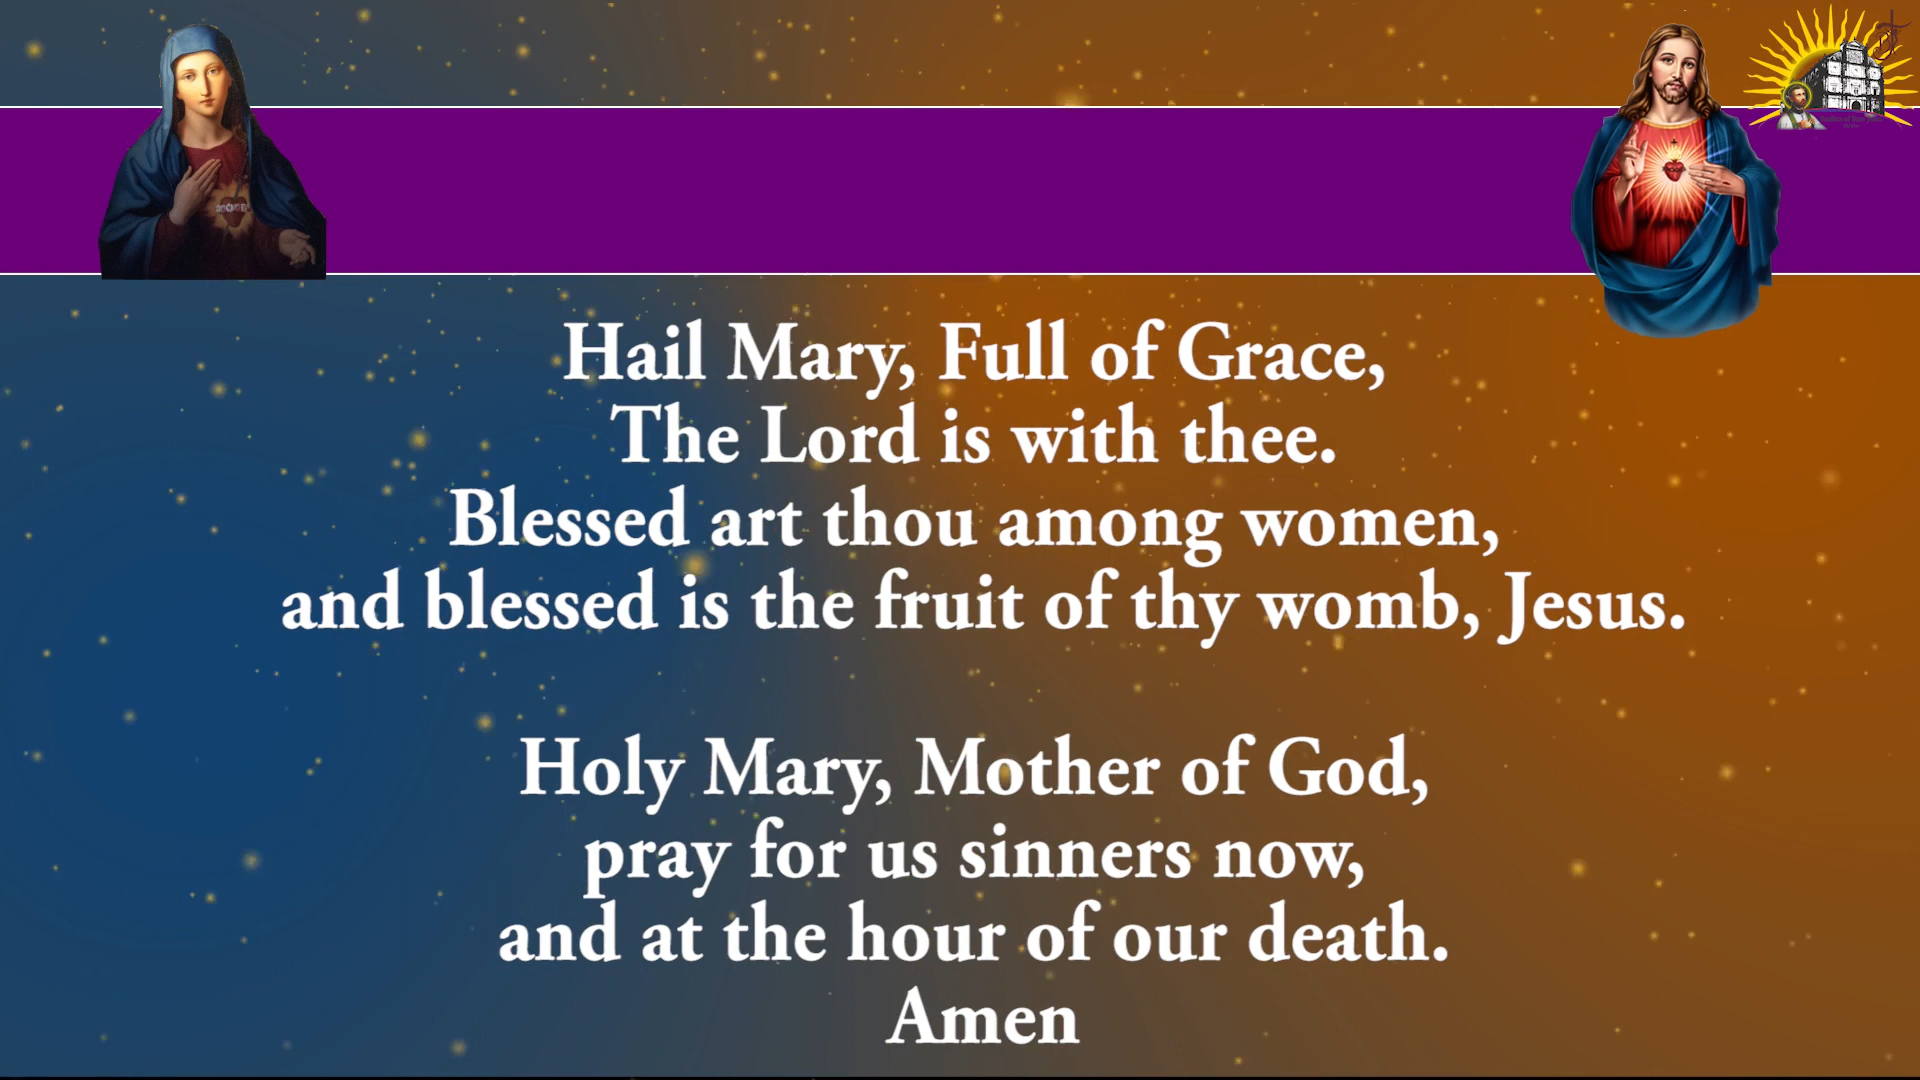 Hail Mary, Full of Grace,
The Lord is with thee.
Blessed art thou among women,
and blessed is the fruit of thy womb, Jesus.
Holy Mary, Mother of God,
pray for us sinners now,
and at the hour of our death.
Amen